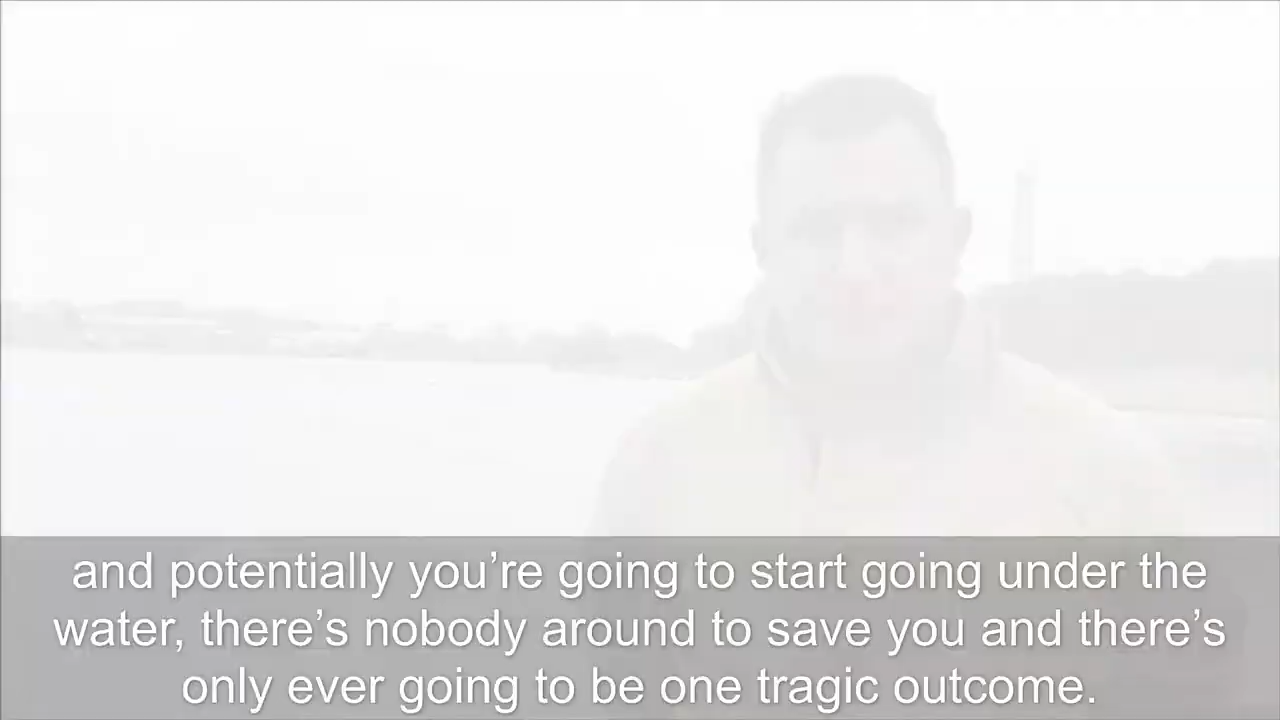 and potentially you’re going to start going under the
water, there’s nobody around to save you and there’s
only ever going to be one tragic outcome.